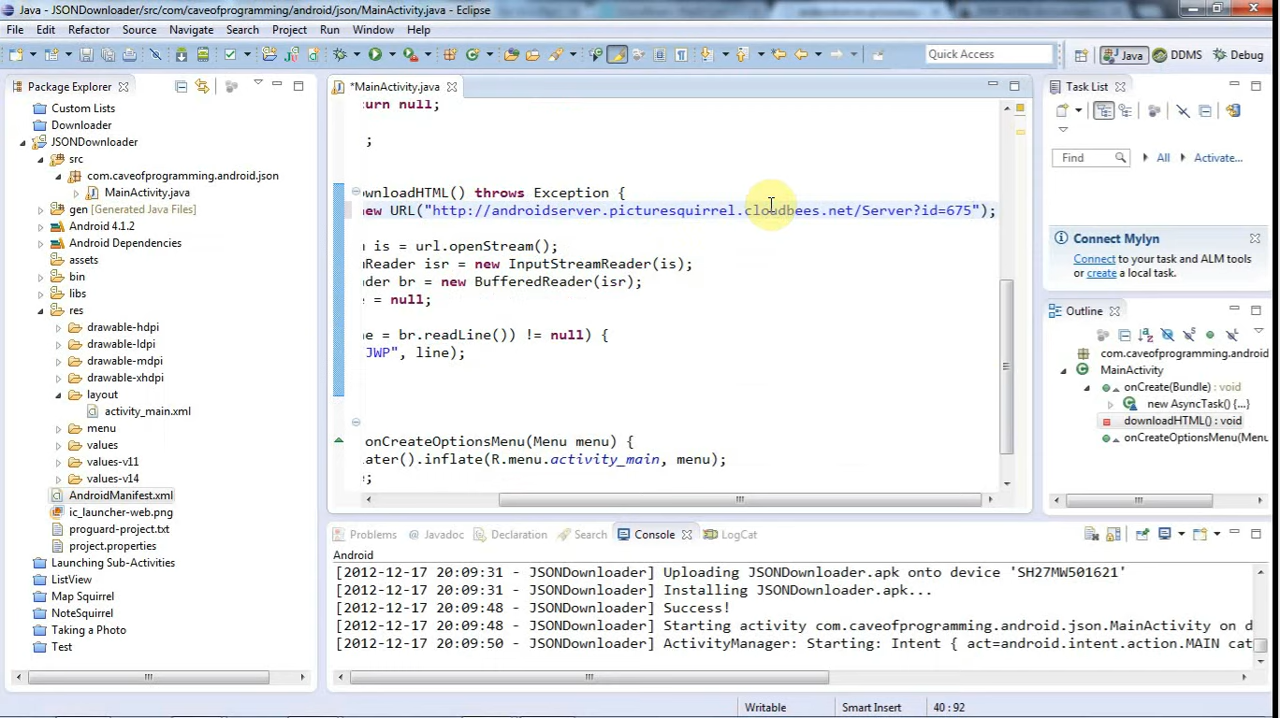 Java - JSONDownloader/src/com/caveofprogramming/android/json/MainActivity.java - Eclipse
File Edit Refactor Source Navigate Search Project Run Window Help
Quick Access Java DDMS Debug
Package Explorer
Custom Lists
Downloader
JSONDownloader
src
com.caveofprogramming.android.json
MainActivity.java
gen [Generated Java Files]
Android 4.1.2
Android Dependencies
assets
bin
libs
res
drawable-hdpi
drawable-ldpi
drawable-mdpi
drawable-xhdpi
layout
activity_main.xml
menu
values
values-v11
values-v14
AndroidManifest.xml
ic_launcher-web.png
proguard-project.txt
project.properties
Launching Sub-Activities
ListView
Map Squirrel
NoteSquirrel
Taking a Photo
Test
*MainActivity.java
urn null;
;
ownloadHTML() throws Exception {
new URL("http://androidserver.picturesquirrel.cloudbees.net/Server?id=675");
m is = url.openStream();
mReader isr = new InputStreamReader(is);
der br = new BufferedReader(isr);
e = null;
ne = br.readLine()) != null) {
JWP", line);
onCreateOptionsMenu(Menu menu) {
ater().inflate(R.menu.activity_main, menu);
e;
Task List
Find All Activate...
Connect Mylyn
Connect to your task and ALM tools
or create a local task.
Outline
com.caveofprogramming.android
MainActivity
onCreate(Bundle) : void
new AsyncTask() {...}
downloadHTML() : void
onCreateOptionsMenu(Menu
Problems @ Javadoc Declaration Search Console LogCat
Android
[2012-12-17 20:09:31 - JSONDownloader] Uploading JSONDownloader.apk onto device 'SH27MW501621'
[2012-12-17 20:09:31 - JSONDownloader] Installing JSONDownloader.apk...
[2012-12-17 20:09:48 - JSONDownloader] Success!
[2012-12-17 20:09:48 - JSONDownloader] Starting activity com.caveofprogramming.android.json.MainActivity on d
[2012-12-17 20:09:50 - JSONDownloader] ActivityManager: Starting: Intent { act=android.intent.action.MAIN cat
Writable Smart Insert 40 : 92